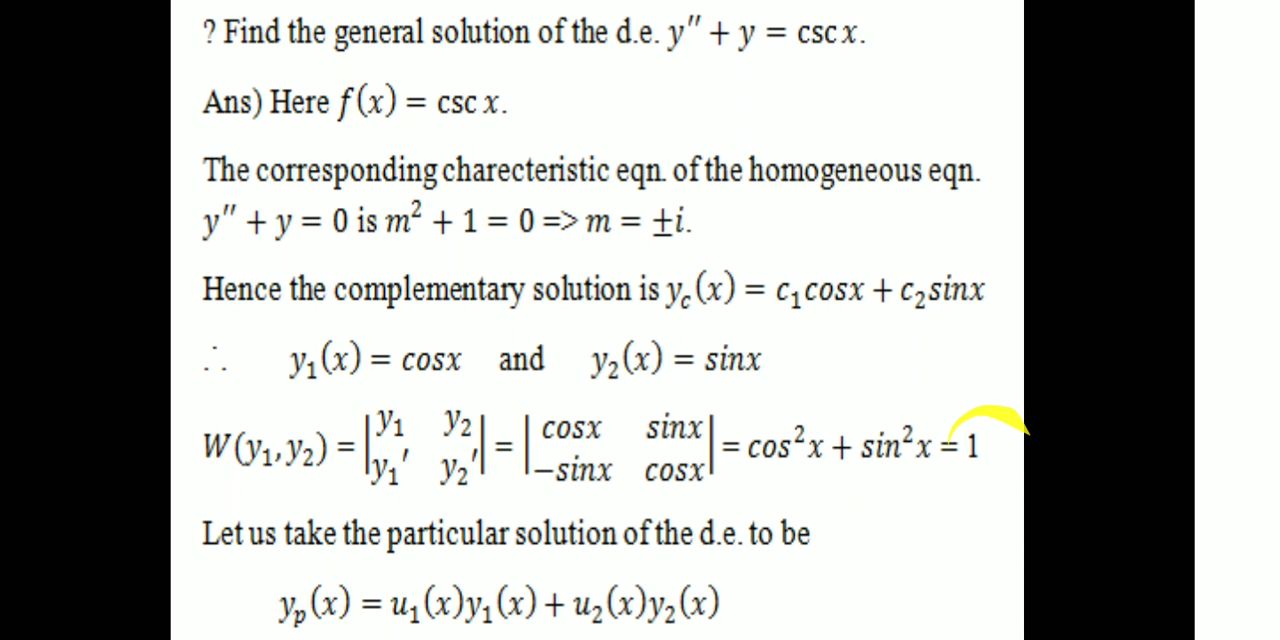 ? Find the general solution of the d.e. y″ + y = csc x.
Ans) Here f(x) = csc x.
The corresponding charecteristic eqn. of the homogeneous eqn.
y″ + y = 0 is m² + 1 = 0 => m = ±i.
Hence the complementary solution is y_c(x) = c₁cosx + c₂sinx
∴ y₁(x) = cosx and y₂(x) = sinx
W(y₁,y₂) = |y₁ y₂; y₁′ y₂′| = |cosx sinx; −sinx cosx| = cos²x + sin²x = 1
Let us take the particular solution of the d.e. to be
y_p(x) = u₁(x)y₁(x) + u₂(x)y₂(x)